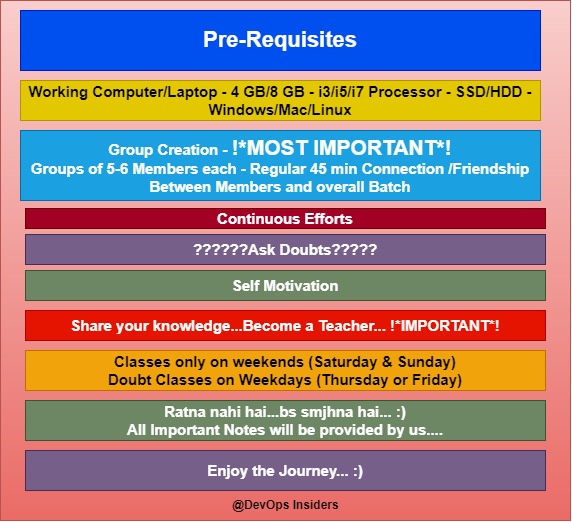 Pre-Requisites
Working Computer/Laptop - 4 GB/8 GB - i3/i5/i7 Processor - SSD/HDD -
Windows/Mac/Linux
Group Creation - !*MOST IMPORTANT*!
Groups of 5-6 Members each - Regular 45 min Connection /Friendship
Between Members and overall Batch
Continuous Efforts
??????Ask Doubts?????
Self Motivation
Share your knowledge...Become a Teacher... !*IMPORTANT*!
Classes only on weekends (Saturday & Sunday)
Doubt Classes on Weekdays (Thursday or Friday)
Ratna nahi hai...bs smjhna hai... :)
All Important Notes will be provided by us....
Enjoy the Journey... :)
@DevOps Insiders